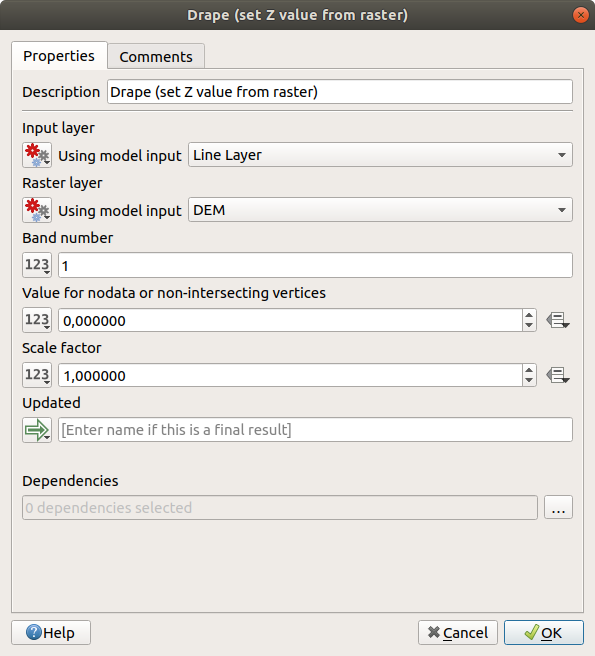 Drape (set Z value from raster)
Properties
Comments
Description Drape (set Z value from raster)
Input layer
Using model input Line Layer
Raster layer
Using model input DEM
Band number
123 1
Value for nodata or non-intersecting vertices
123 0,000000
Scale factor
123 1,000000
Updated
[Enter name if this is a final result]
Dependencies
0 dependencies selected ...
Help Cancel OK